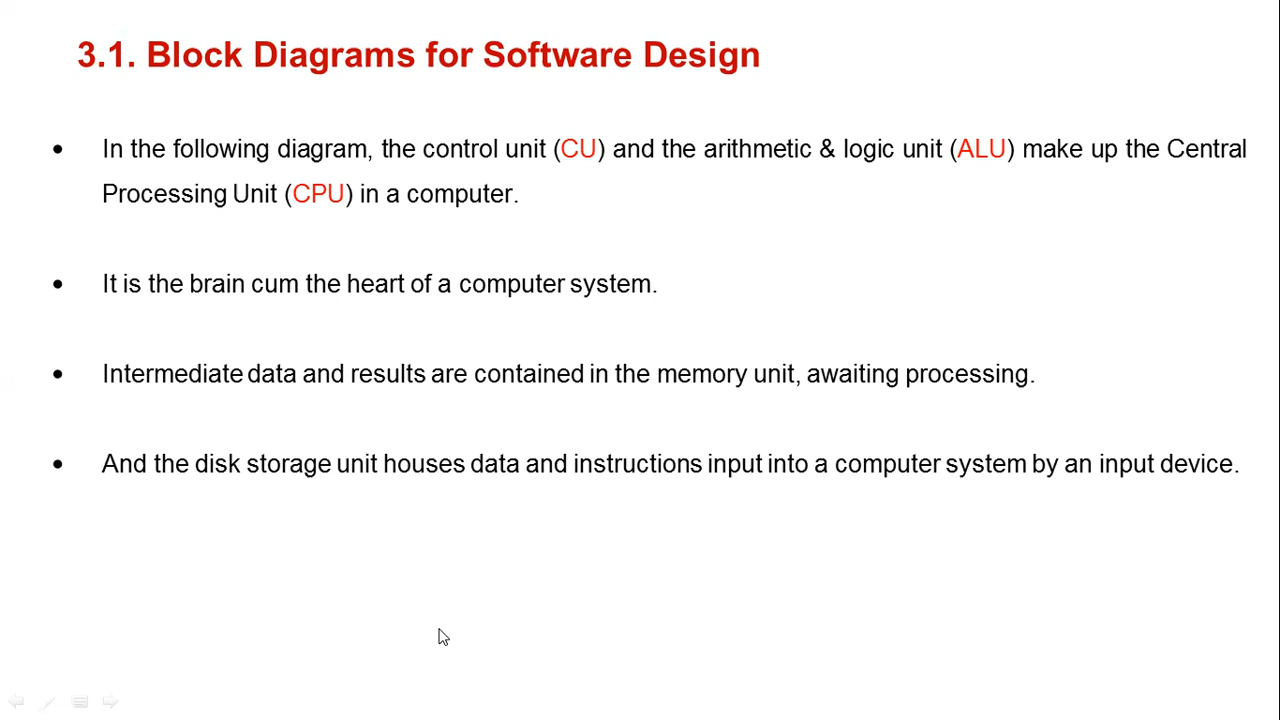 3.1. Block Diagrams for Software Design
• In the following diagram, the control unit (CU) and the arithmetic & logic unit (ALU) make up the Central
Processing Unit (CPU) in a computer.
• It is the brain cum the heart of a computer system.
• Intermediate data and results are contained in the memory unit, awaiting processing.
• And the disk storage unit houses data and instructions input into a computer system by an input device.